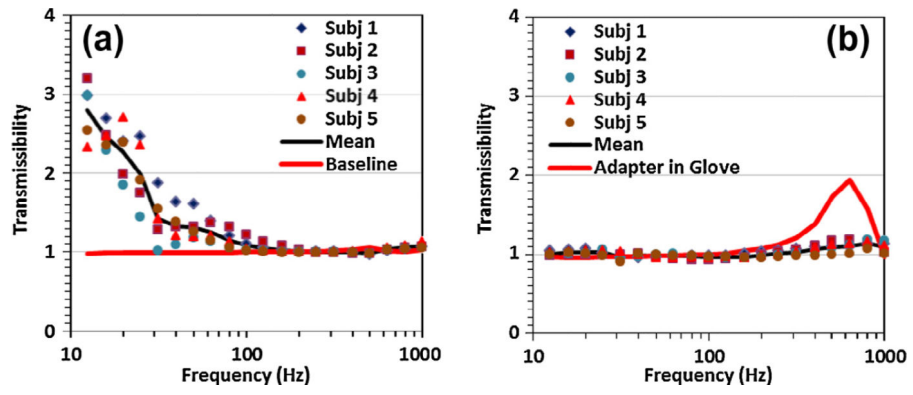 (a)
Transmissibility
4
3
2
1
0
Subj 1
Subj 2
Subj 3
Subj 4
Subj 5
Mean
Baseline
10
100
1000
Frequency (Hz)
(b)
Transmissibility
4
3
2
1
0
Subj 1
Subj 2
Subj 3
Subj 4
Subj 5
Mean
Adapter in Glove
10
100
1000
Frequency (Hz)